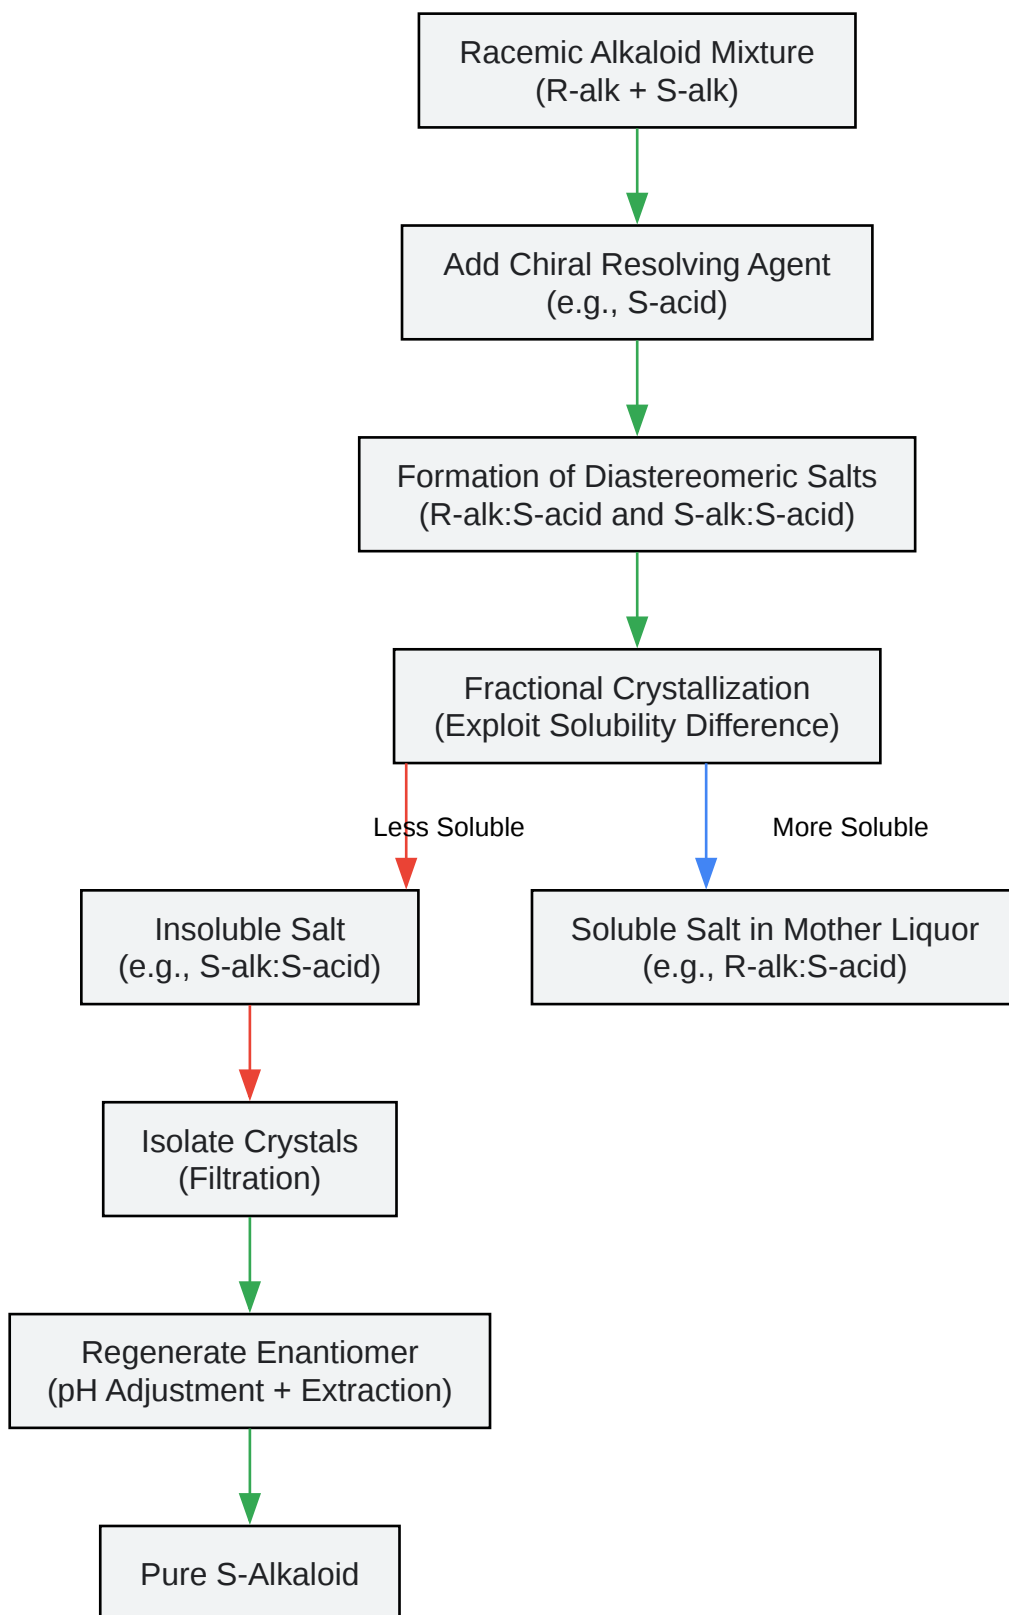 Racemic Alkaloid Mixture
(R-alk + S-alk)
Add Chiral Resolving Agent
(e.g., S-acid)
Formation of Diastereomeric Salts
(R-alk:S-acid and S-alk:S-acid)
Fractional Crystallization
(Exploit Solubility Difference)
Less Soluble
More Soluble
Insoluble Salt
(e.g., S-alk:S-acid)
Soluble Salt in Mother Liquor
(e.g., R-alk:S-acid)
Isolate Crystals
(Filtration)
Regenerate Enantiomer
(pH Adjustment + Extraction)
Pure S-Alkaloid